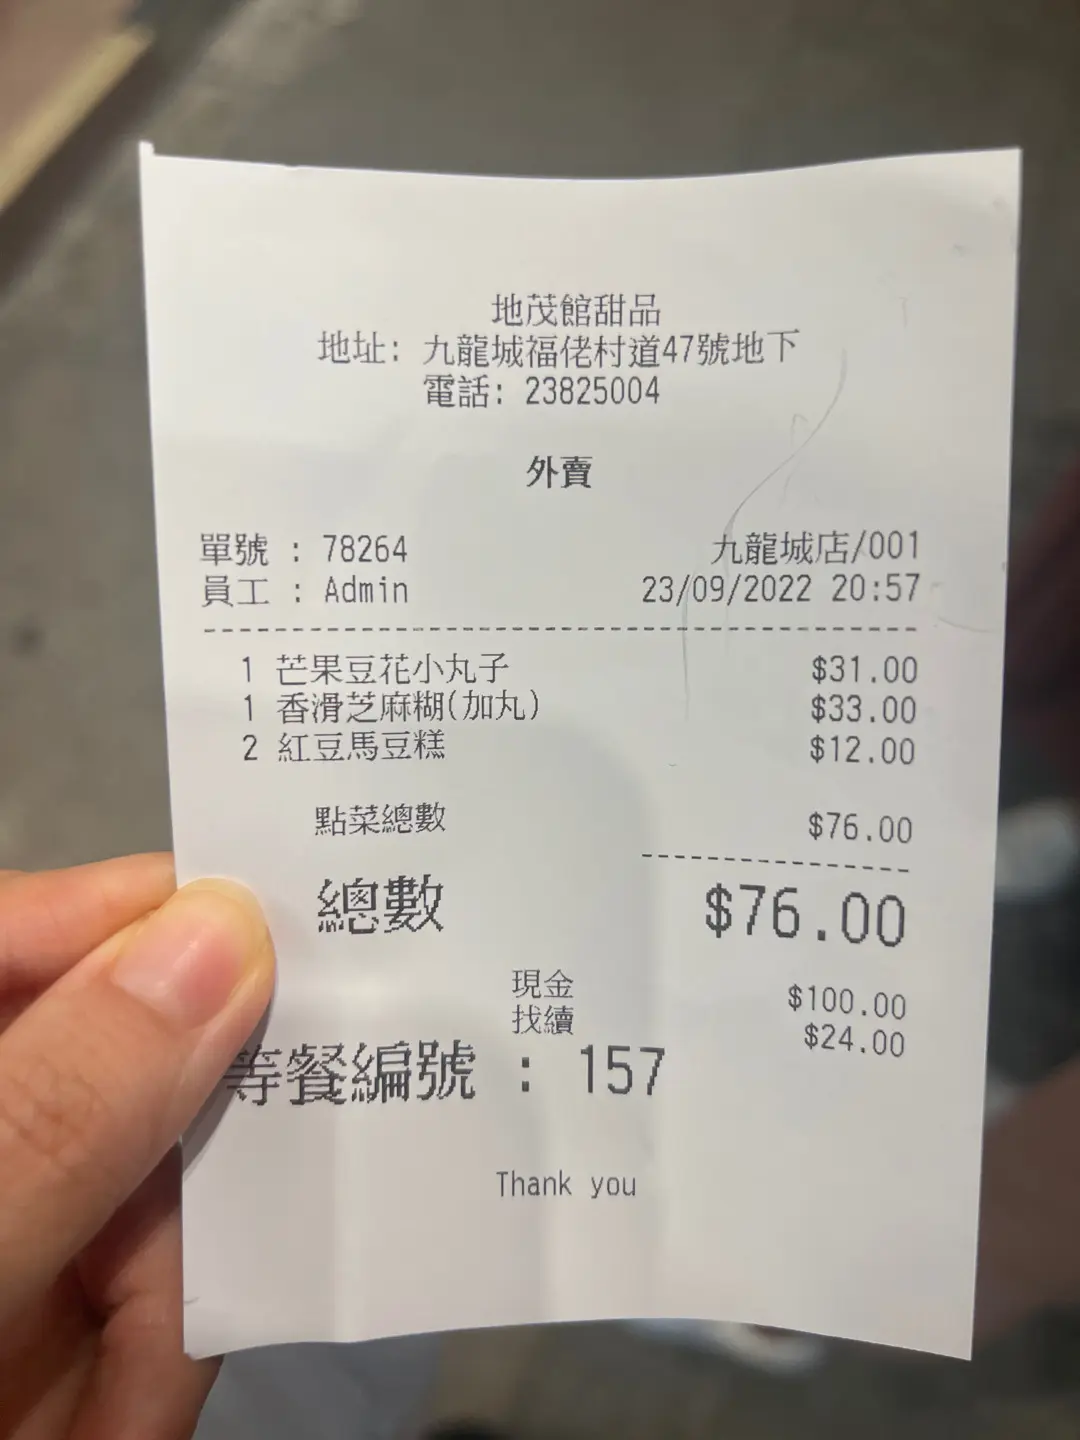 地茂館甜品
地址: 九龍城福佬村道47號地下
電話: 23825004
外賣
單號 : 78264 九龍城店/001
員工 : Admin 23/09/2022 20:57
1 芒果豆花小丸子 $31.00
1 香滑芝麻糊(加丸) $33.00
2 紅豆馬豆糕 $12.00
點菜總數 $76.00
總數 $76.00
現金 $100.00
找續 $24.00
等餐編號 : 157
Thank you